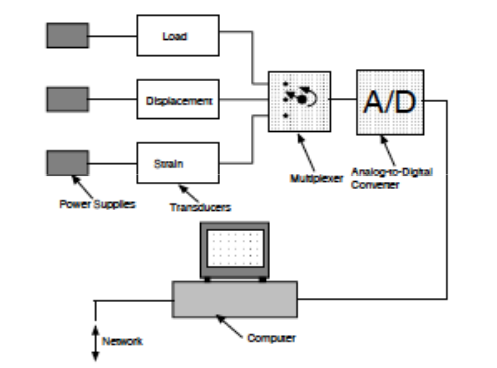 Load
Displacement
A/D
Strain
Multiplexer
Analog-to-Digital
Converter
Power Supplies
Transducers
Network
Computer